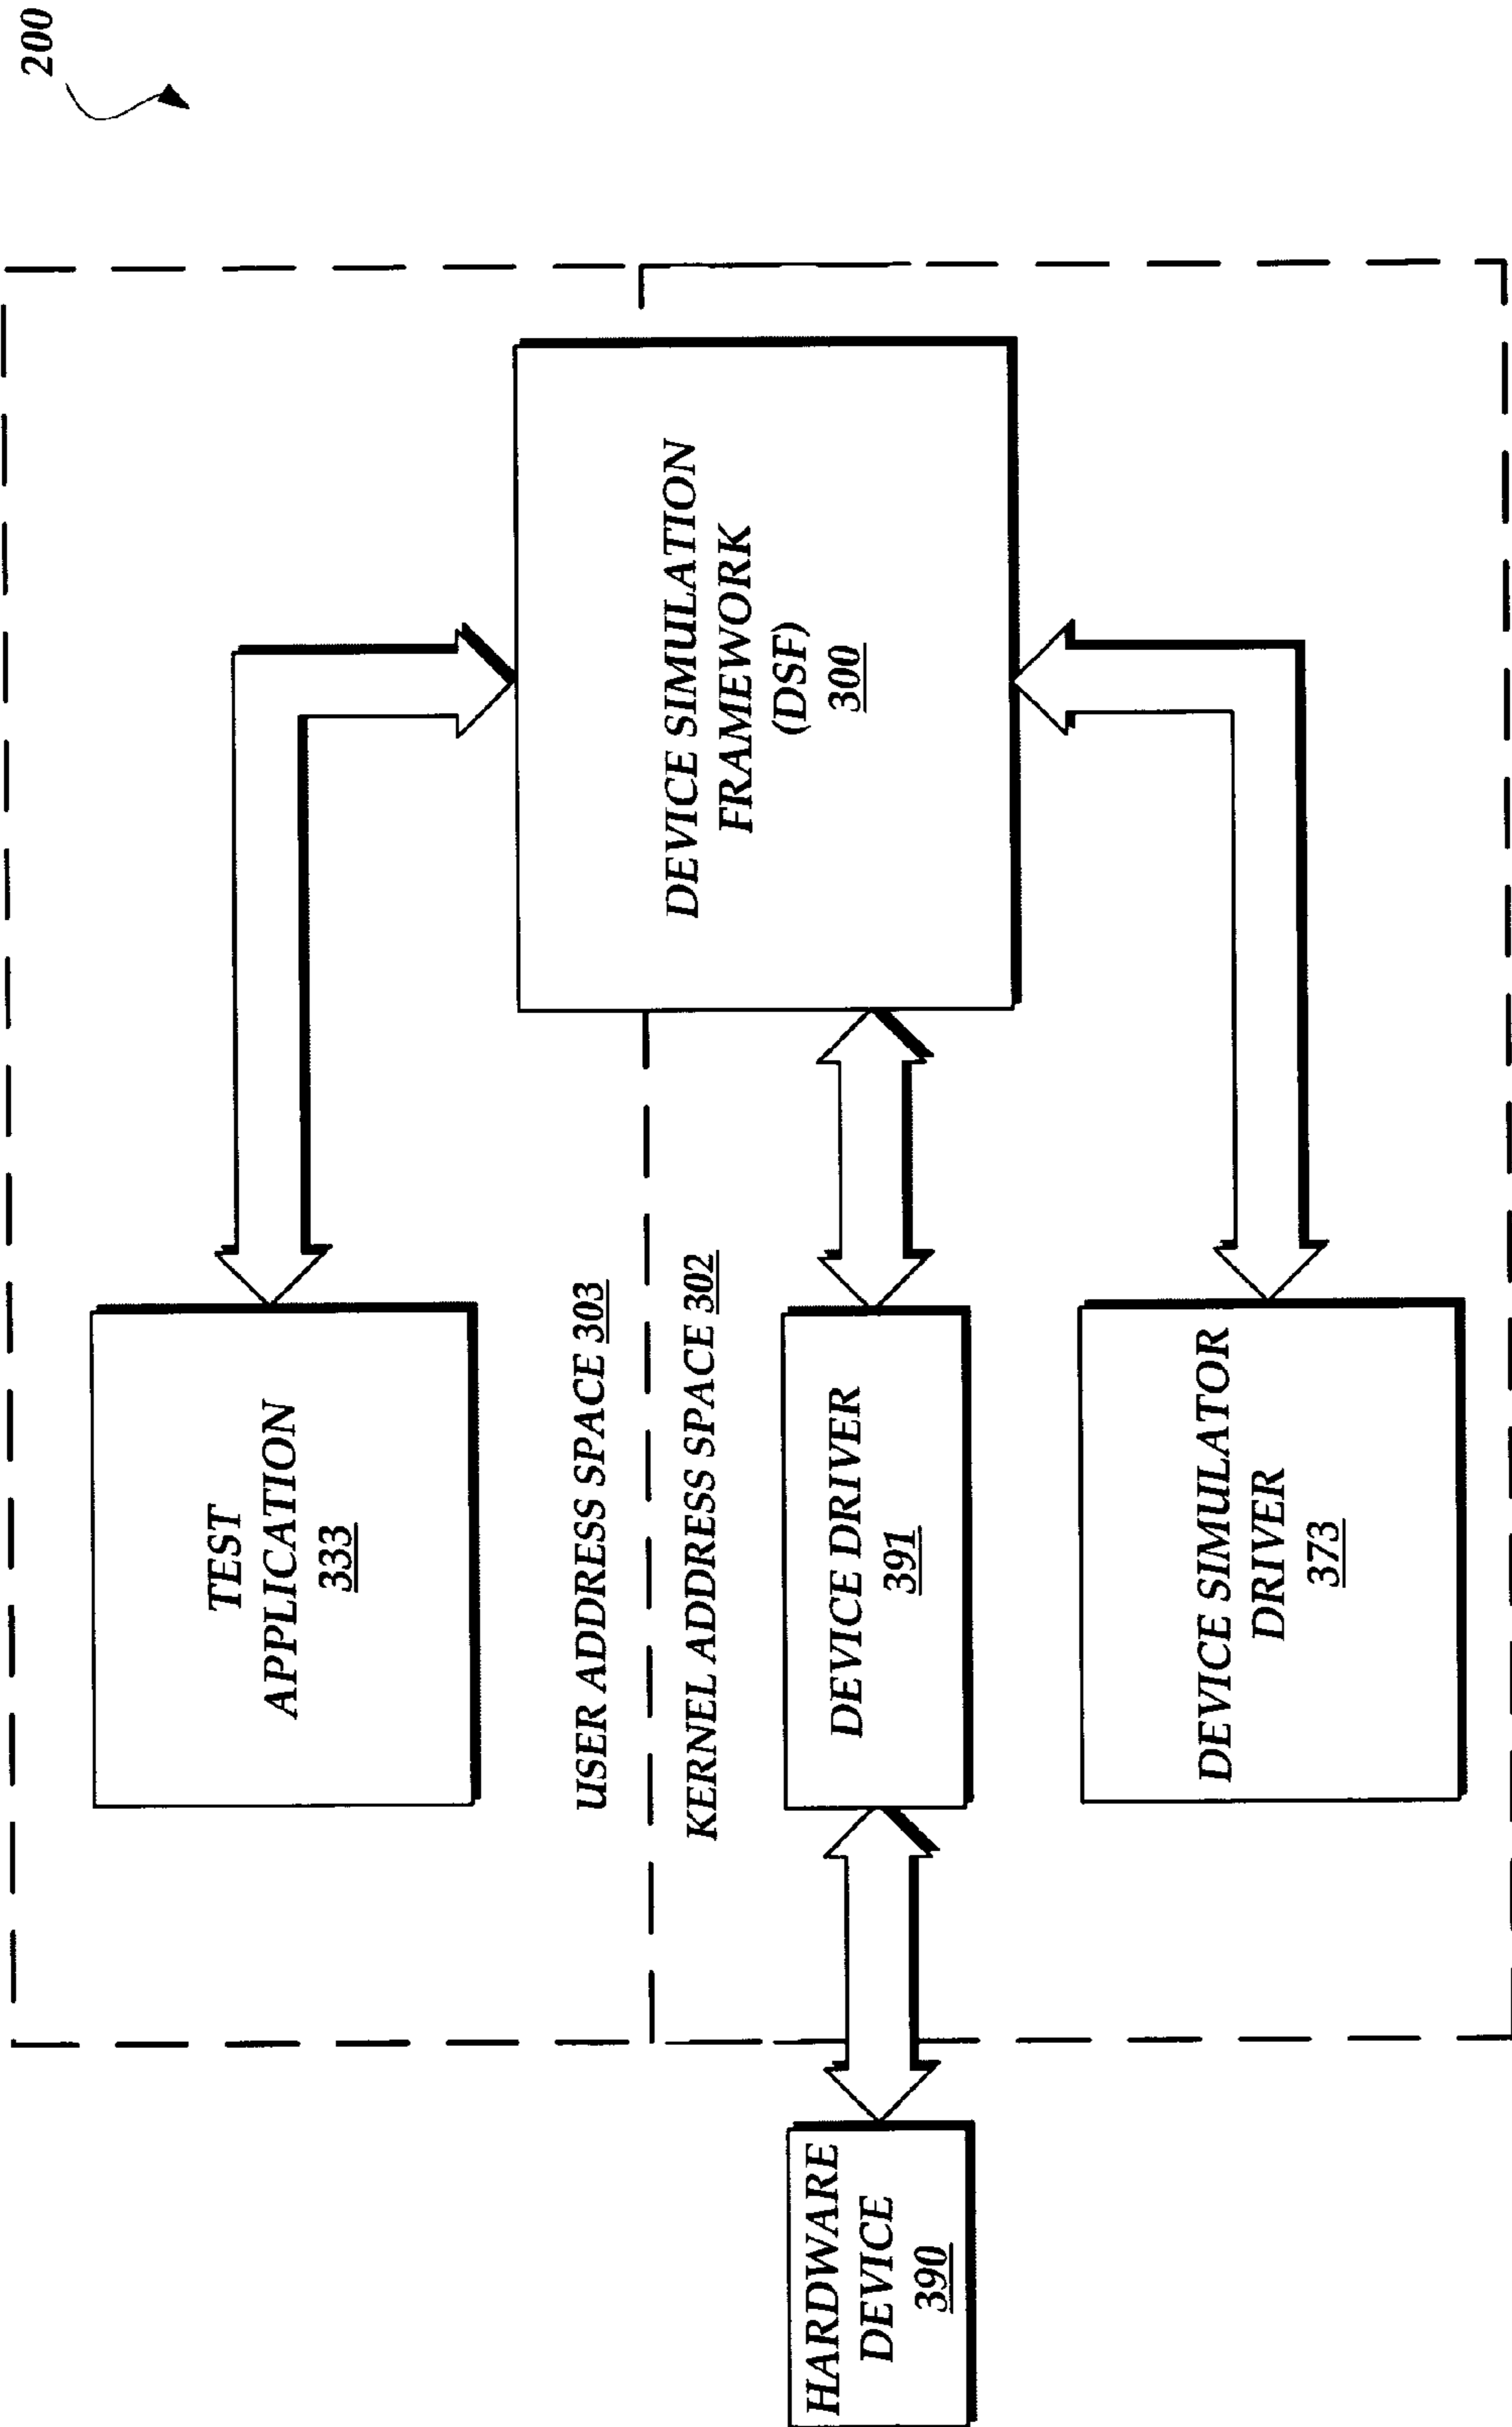 200
TEST
APPLICATION
333
DEVICE SIMULATION
FRAMEWORK
(DSF)
300
USER ADDRESS SPACE 303
KERNEL ADDRESS SPACE 302
HARDWARE
DEVICE
390
DEVICE DRIVER
391
DEVICE SIMULATOR
DRIVER
373